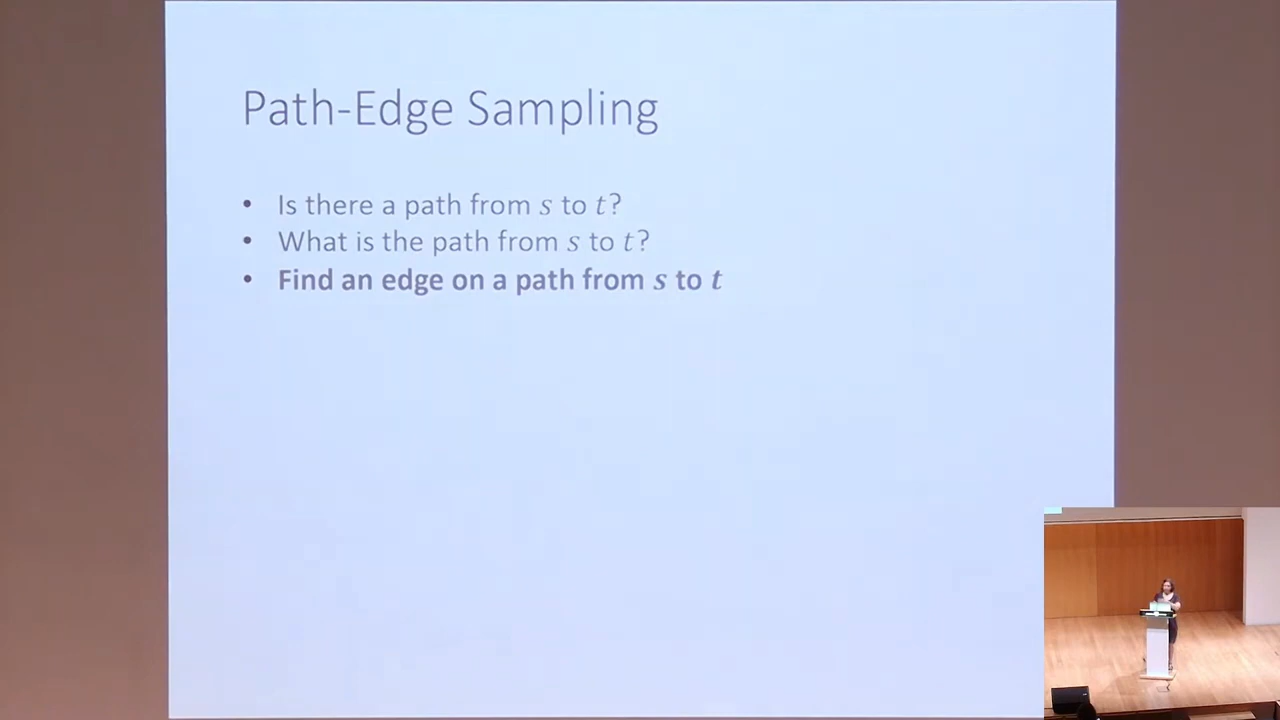 Path-Edge Sampling
• Is there a path from s to t?
• What is the path from s to t?
• Find an edge on a path from s to t